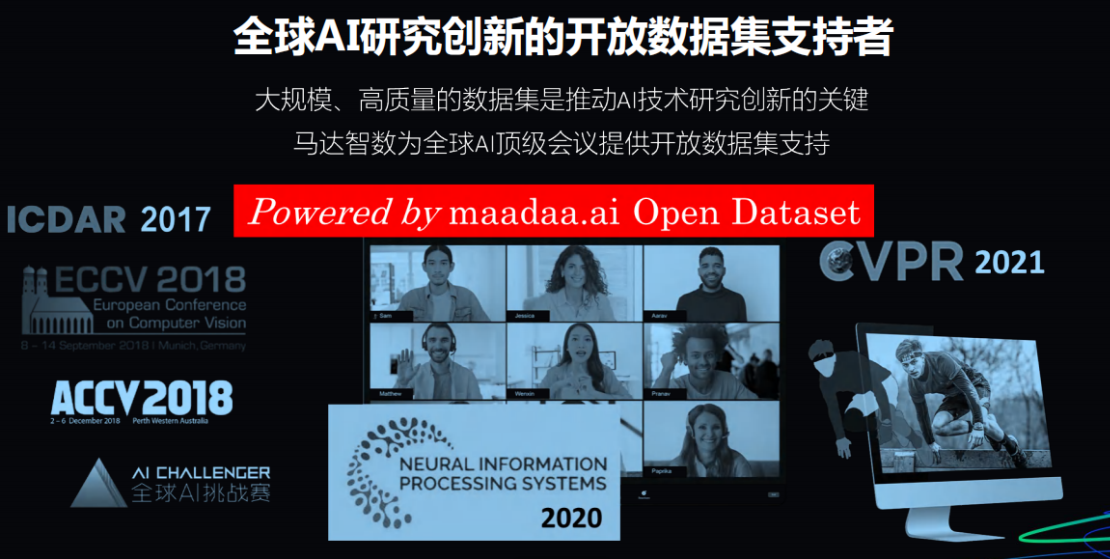 全球AI研究创新的开放数据集支持者
大规模、高质量的数据集是推动AI技术研究创新的关键
马达智数为全球AI顶级会议提供开放数据集支持
Powered by maadaa.ai Open Dataset
ICDAR 2017
ECCV 2018
European Conference
on Computer Vision
8 – 14 September 2018 | Munich, Germany
ACCV2018
2 – 6 December 2018 Perth Western Australia
AI CHALLENGER
全球AI挑战赛
Sam
Jessica
Aarav
Matthew
Wenxin
Pranav
Paprika
NEURAL INFORMATION
PROCESSING SYSTEMS
2020
CVPR 2021